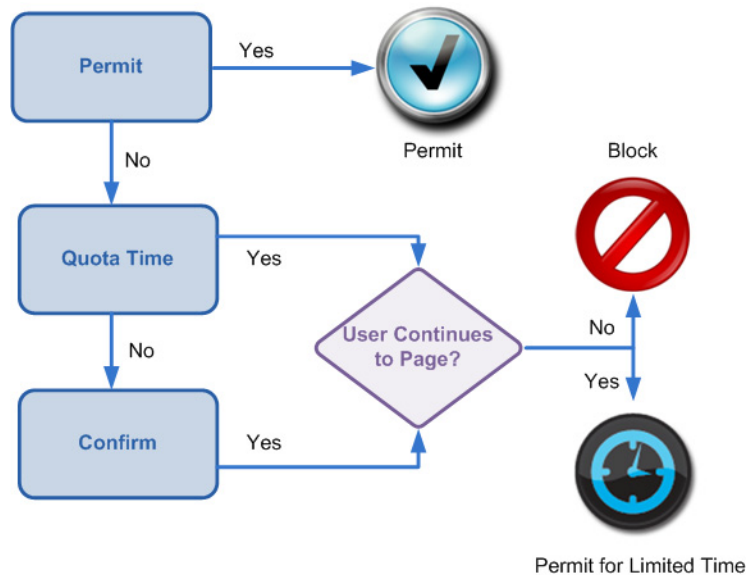 Permit
Yes
Permit
No
Block
Quota Time
Yes
User Continues
to Page?
No
No
Yes
Confirm
Yes
Permit for Limited Time